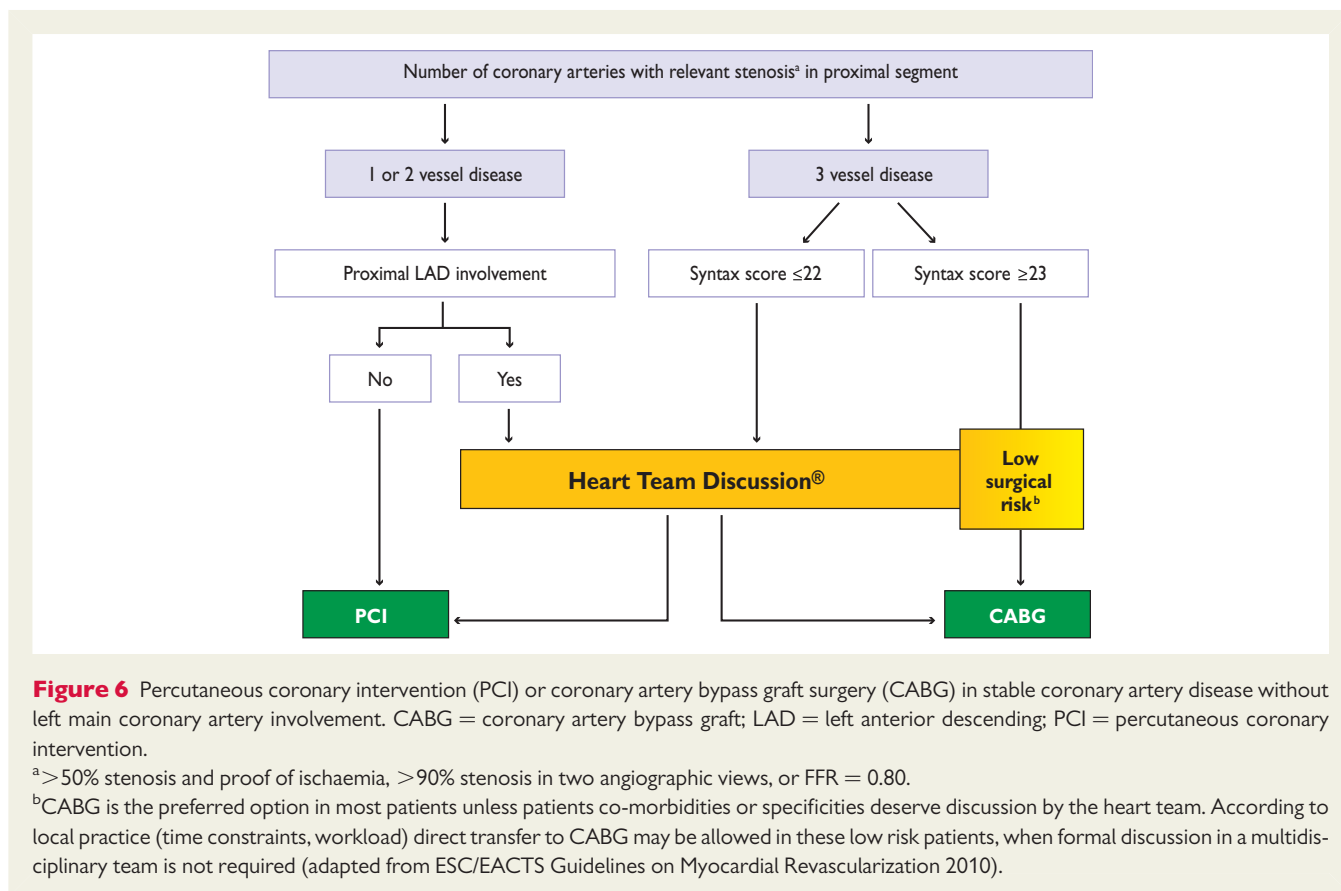 Number of coronary arteries with relevant stenosisᵃ in proximal segment
1 or 2 vessel disease
3 vessel disease
Proximal LAD involvement
Syntax score ≤22
Syntax score ≥23
No
Yes
Heart Team Discussion®
Low
surgical
riskᵇ
PCI
CABG
Figure 6 Percutaneous coronary intervention (PCI) or coronary artery bypass graft surgery (CABG) in stable coronary artery disease without
left main coronary artery involvement. CABG = coronary artery bypass graft; LAD = left anterior descending; PCI = percutaneous coronary
intervention.
ᵃ>50% stenosis and proof of ischaemia, >90% stenosis in two angiographic views, or FFR = 0.80.
ᵇCABG is the preferred option in most patients unless patients co-morbidities or specificities deserve discussion by the heart team. According to
local practice (time constraints, workload) direct transfer to CABG may be allowed in these low risk patients, when formal discussion in a multidis-
ciplinary team is not required (adapted from ESC/EACTS Guidelines on Myocardial Revascularization 2010).